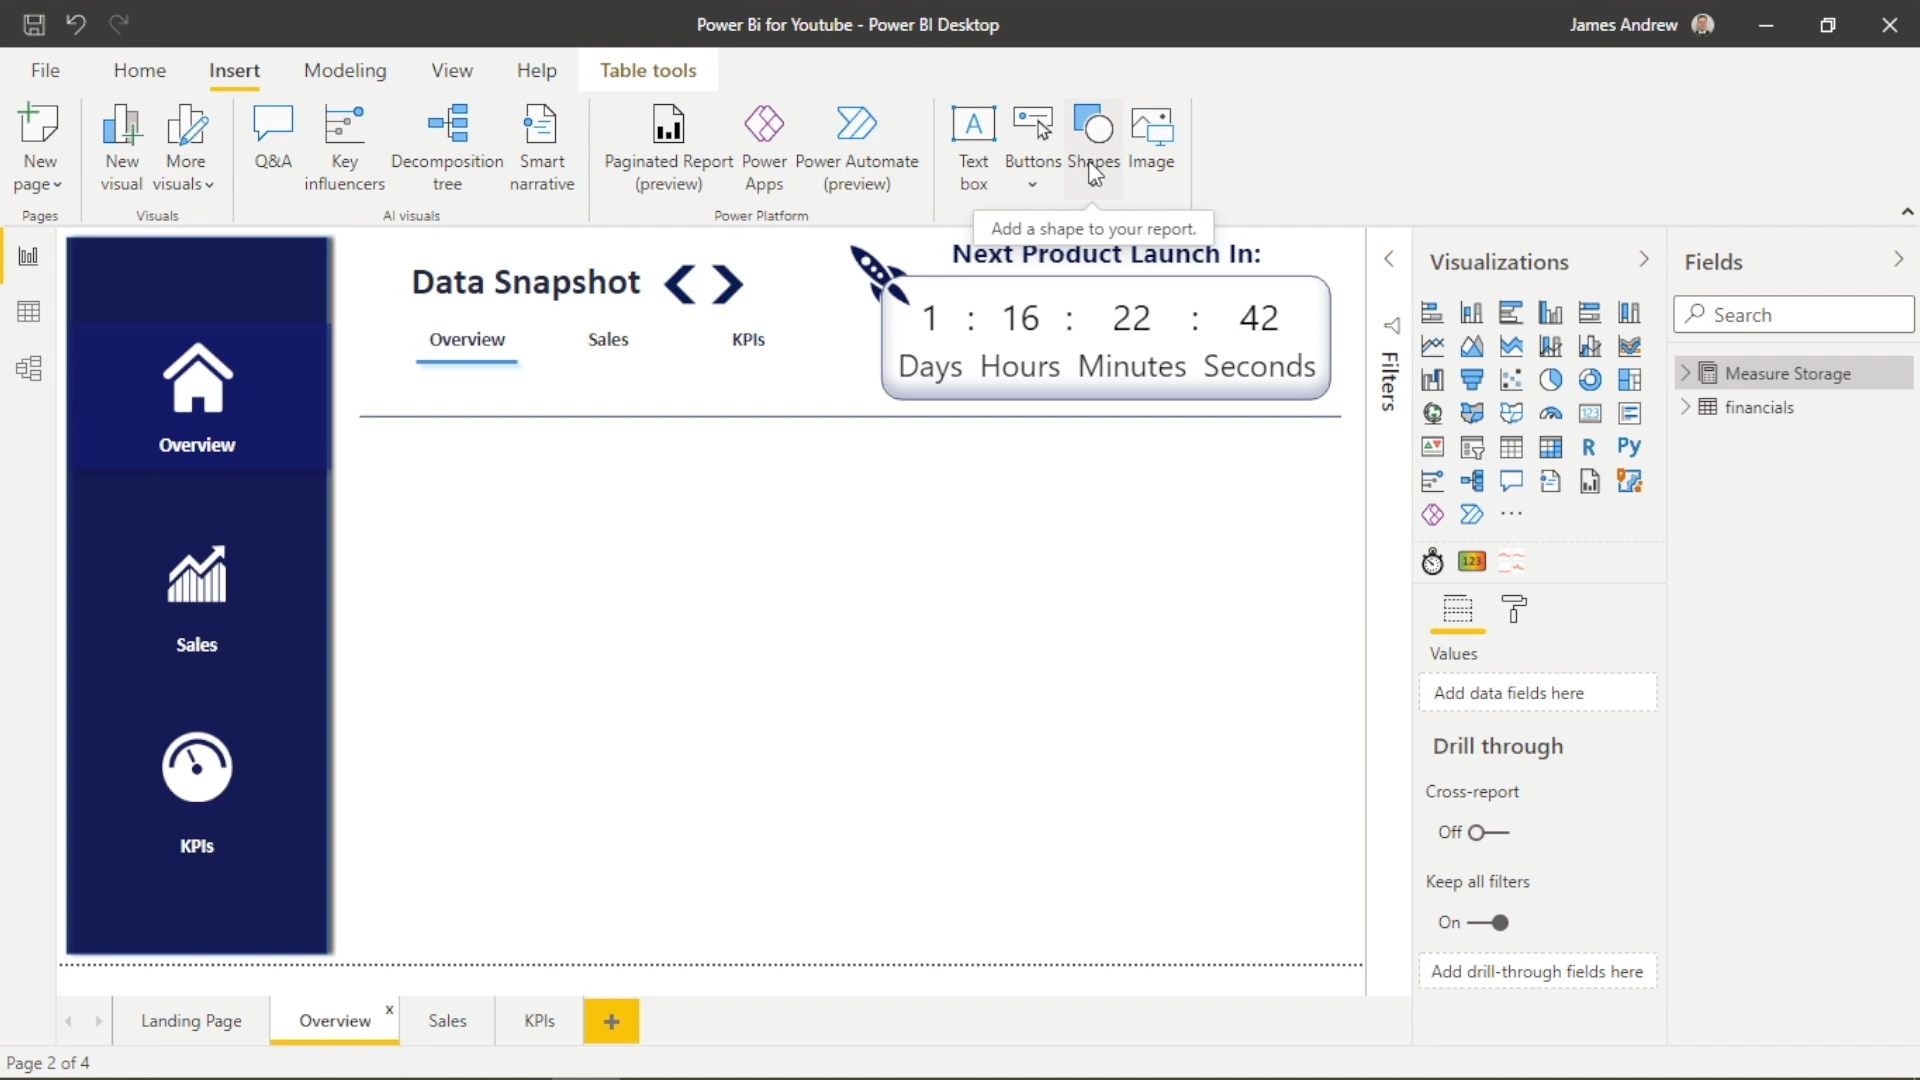 Power Bi for Youtube - Power BI Desktop
James Andrew
File Home Insert Modeling View Help Table tools
New page
New visual
More visuals
Q&A
Key influencers
Decomposition tree
Smart narrative
Paginated Report (preview)
Power Apps
Power Automate (preview)
Text box
Buttons
Shapes
Image
Pages
Visuals
AI visuals
Power Platform
Add a shape to your report.
Overview
Sales
KPIs
Data Snapshot
Overview Sales KPIs
Next Product Launch In:
1 : 16 : 22 : 42
Days Hours Minutes Seconds
Filters
Visualizations
123
R Py
123
Values
Add data fields here
Drill through
Cross-report
Off
Keep all filters
On
Add drill-through fields here
Fields
Search
Measure Storage
financials
Landing Page
Overview x
Sales
KPIs
+
Page 2 of 4